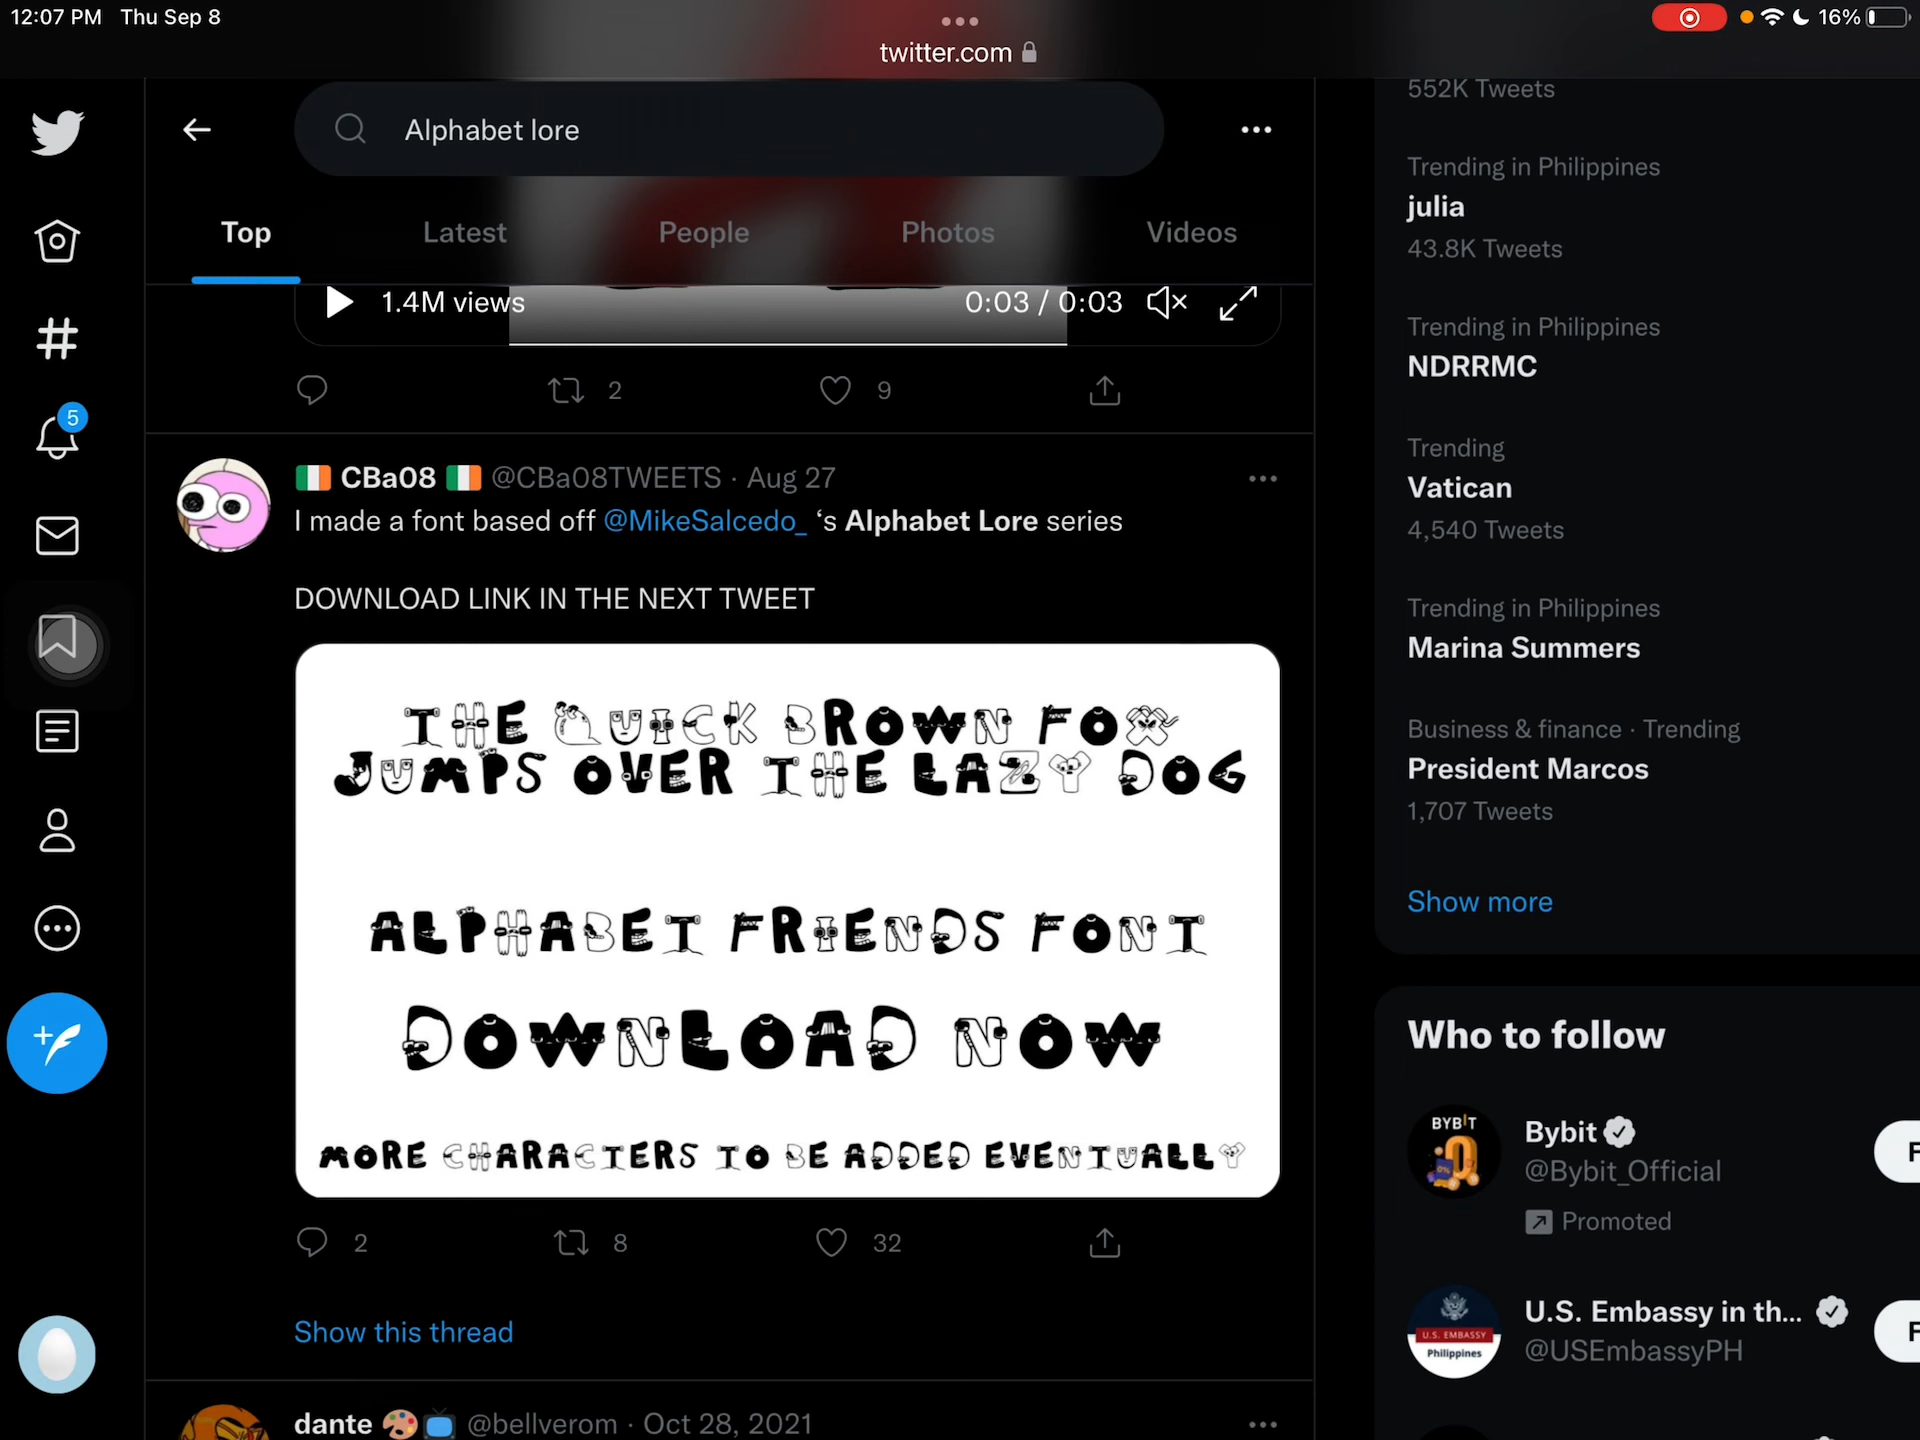 12:07 PM Thu Sep 8
16%
twitter.com
Alphabet lore
Top
Latest
People
Photos
Videos
1.4M views
0:03 / 0:03
2
9
5
CBa08 @CBa08TWEETS · Aug 27
I made a font based off @MikeSalcedo_ ‘s Alphabet Lore series
DOWNLOAD LINK IN THE NEXT TWEET
THE QUICK BROWN FOX
JUMPS OVER THE LAZY DOG
ALPHABET FRIENDS FONT
DOWNLOAD NOW
MORE CHARACTERS TO BE ADDED EVENTUALLY
2
8
32
Show this thread
dante @bellverom · Oct 28, 2021
552K Tweets
Trending in Philippines
julia
43.8K Tweets
Trending in Philippines
NDRRMC
Trending
Vatican
4,540 Tweets
Trending in Philippines
Marina Summers
Business & finance · Trending
President Marcos
1,707 Tweets
Show more
Who to follow
BYBIT
Bybit
@Bybit_Official
Promoted
F
U.S. EMBASSY
Philippines
U.S. Embassy in th...
@USEmbassyPH
F